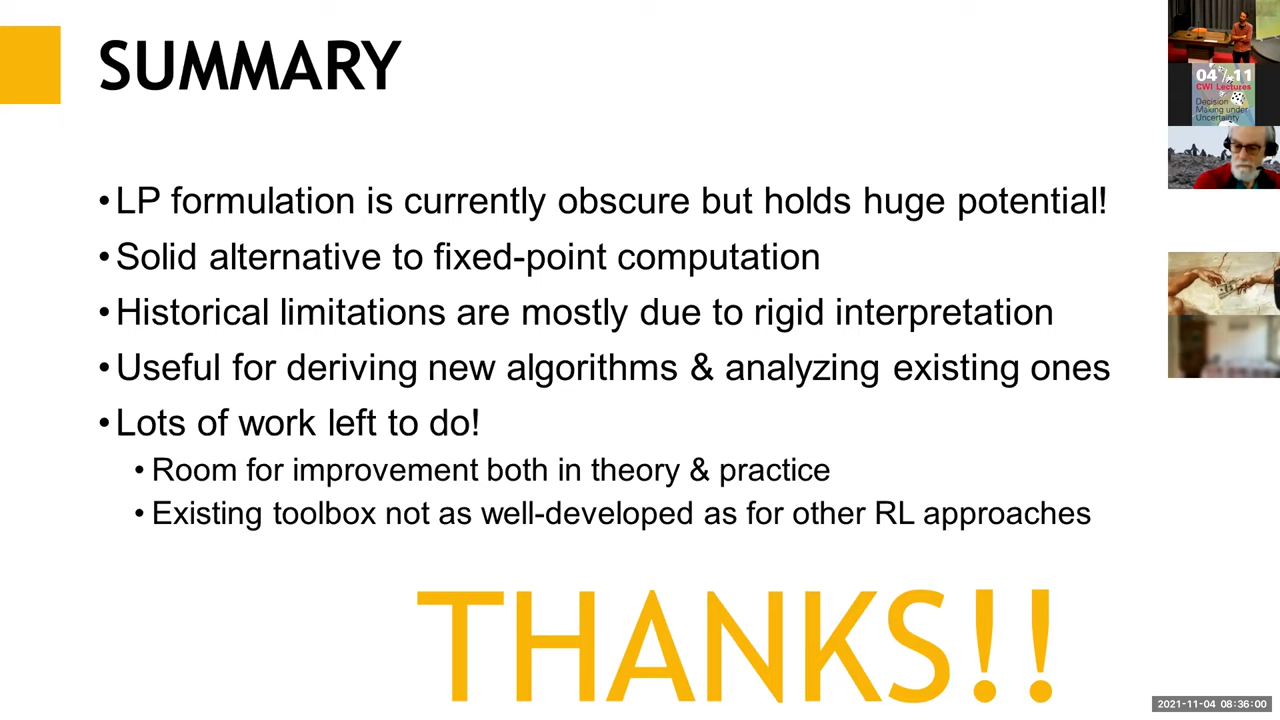 SUMMARY
•LP formulation is currently obscure but holds huge potential!
•Solid alternative to fixed-point computation
•Historical limitations are mostly due to rigid interpretation
•Useful for deriving new algorithms & analyzing existing ones
•Lots of work left to do!
•Room for improvement both in theory & practice
•Existing toolbox not as well-developed as for other RL approaches
THANKS!!
04/11
CWI Lectures
Decision
Making under
Uncertainty
2021-11-04 08:36:00